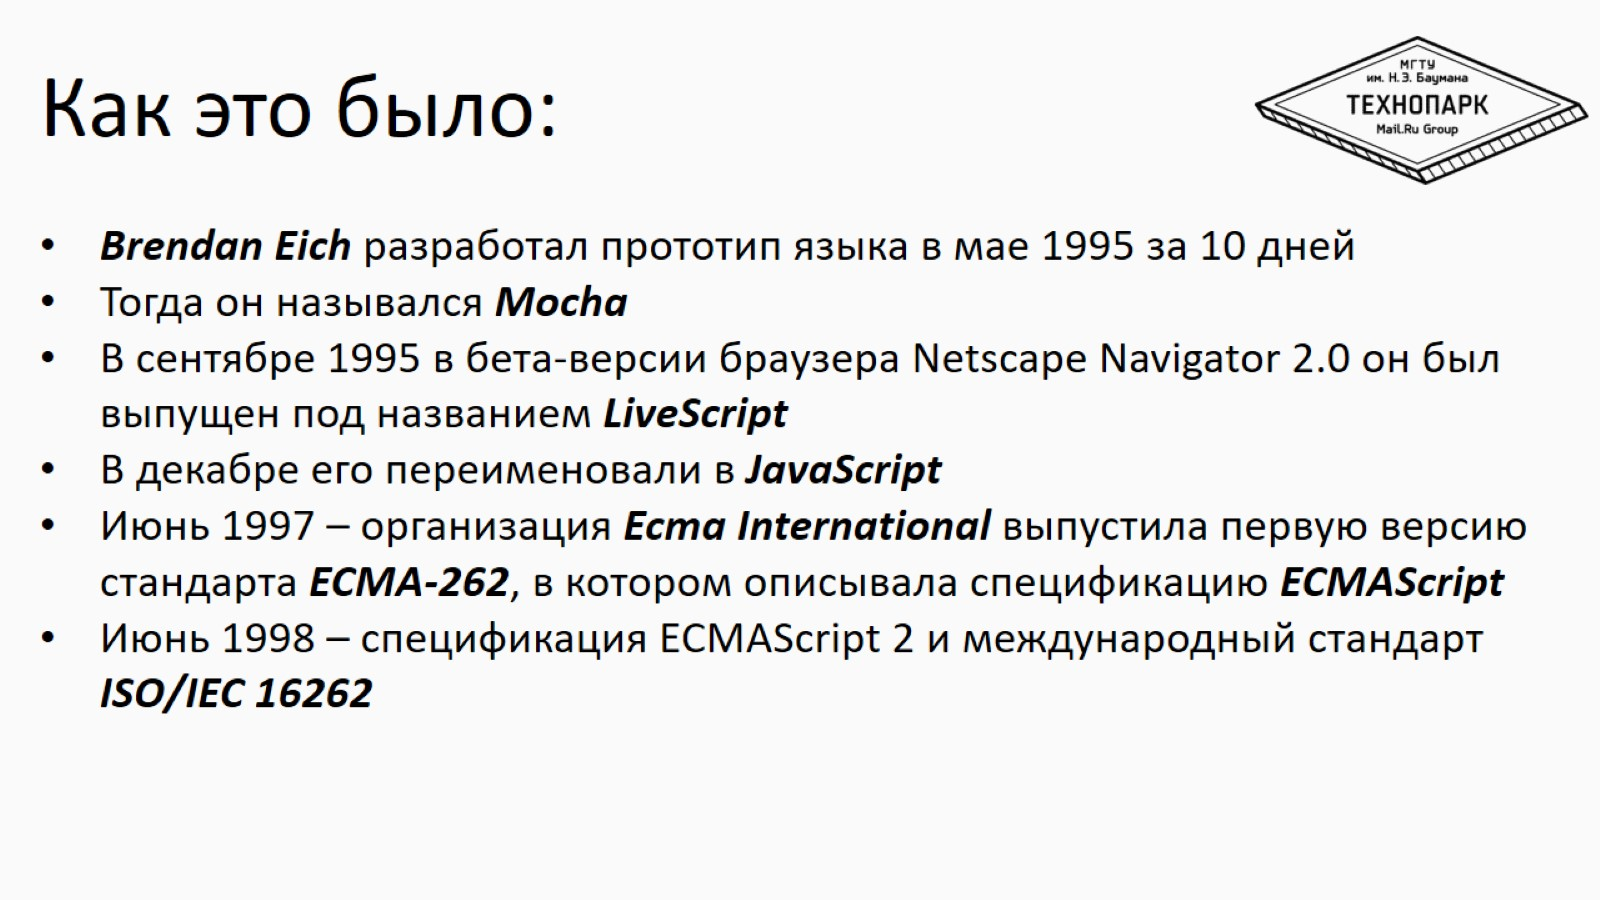 Как это было:
МГТУ
им. Н.Э. Баумана
ТЕХНОПАРК
Mail.Ru Group
• Brendan Eich разработал прототип языка в мае 1995 за 10 дней
• Тогда он назывался Mocha
• В сентябре 1995 в бета-версии браузера Netscape Navigator 2.0 он был
выпущен под названием LiveScript
• В декабре его переименовали в JavaScript
• Июнь 1997 – организация Ecma International выпустила первую версию
стандарта ECMA-262, в котором описывала спецификацию ECMAScript
• Июнь 1998 – спецификация ECMAScript 2 и международный стандарт
ISO/IEC 16262